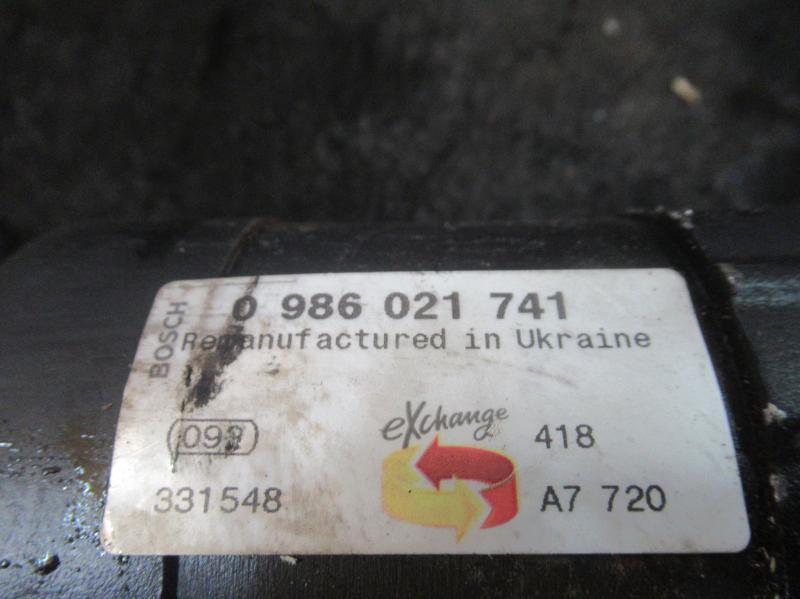 0 986 021 741
BOSCH
Remanufactured in Ukraine
eXchange
418
331548
A7 720